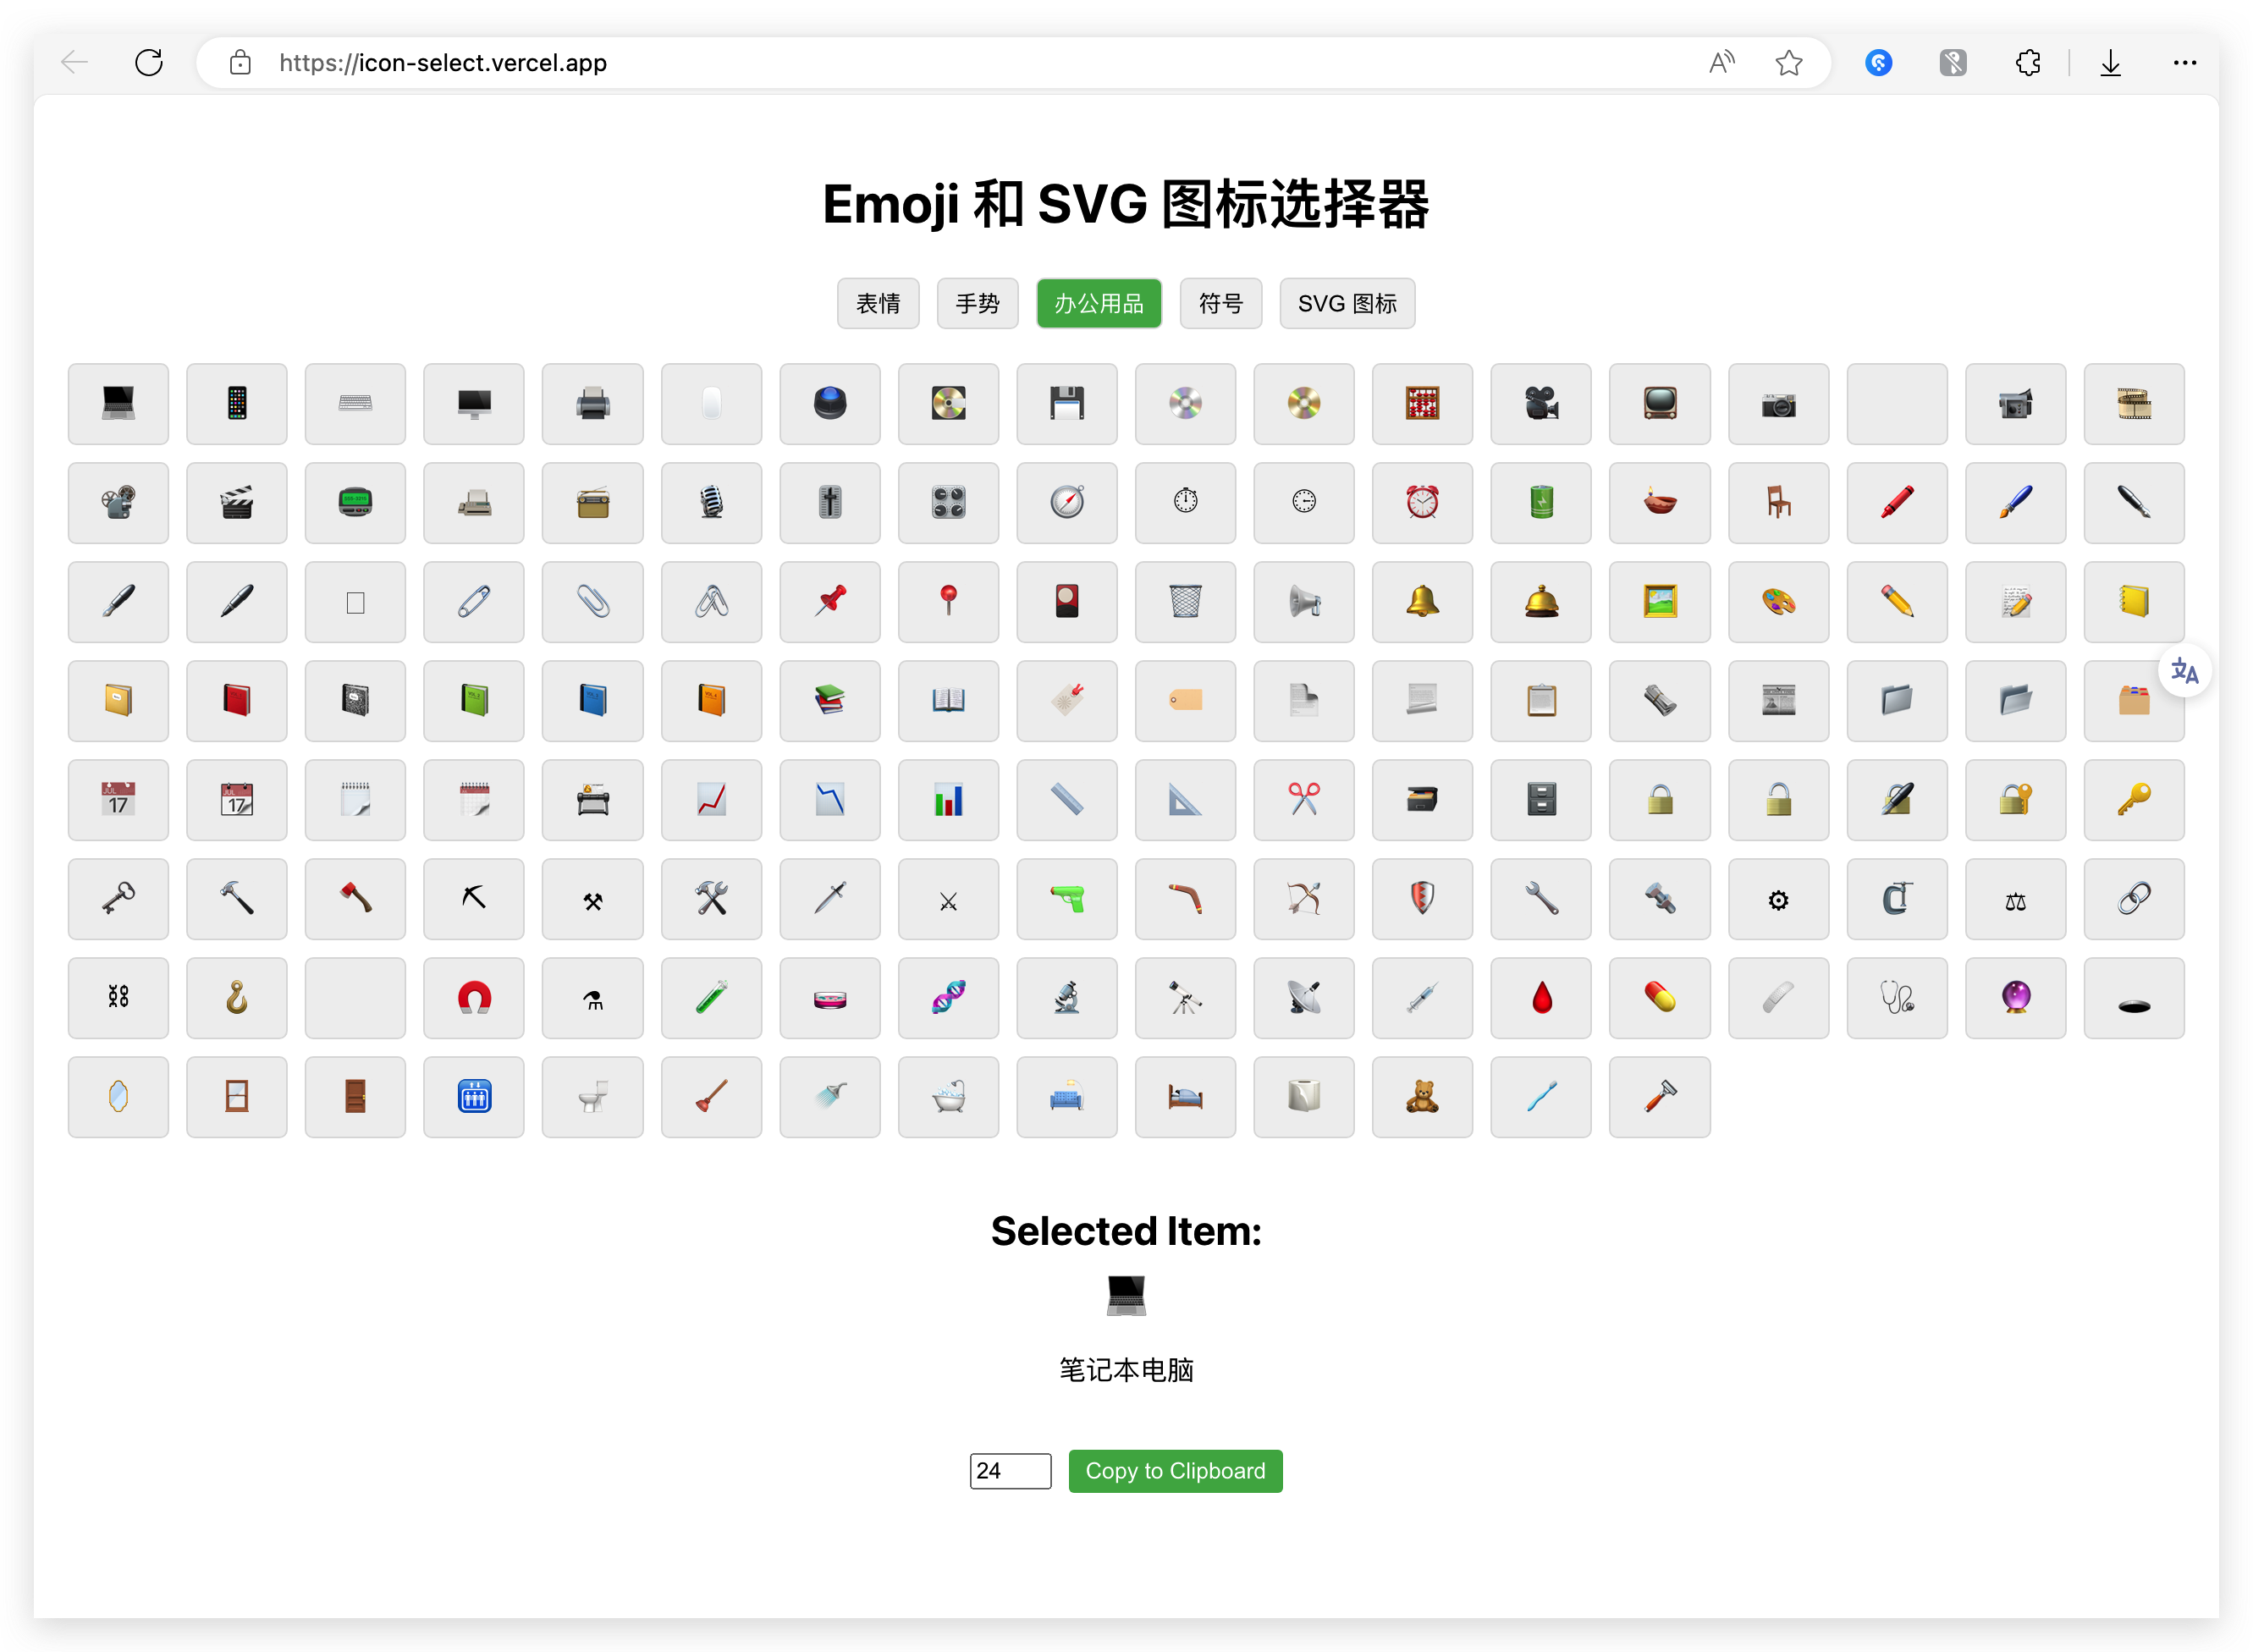 https://icon-select.vercel.app
Emoji 和 SVG 图标选择器
表情 手势 办公用品 符号 SVG 图标
JUL 17 JUL 17
Selected Item:
笔记本电脑
24 Copy to Clipboard